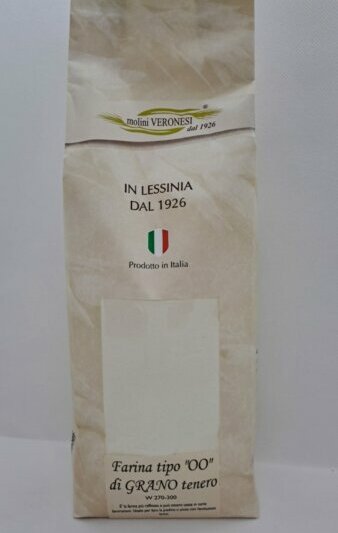 molini VERONESI ®
dal 1926
IN LESSINIA
DAL 1926
Prodotto in Italia
Farina tipo "OO"
di GRANO tenero
W 270-300